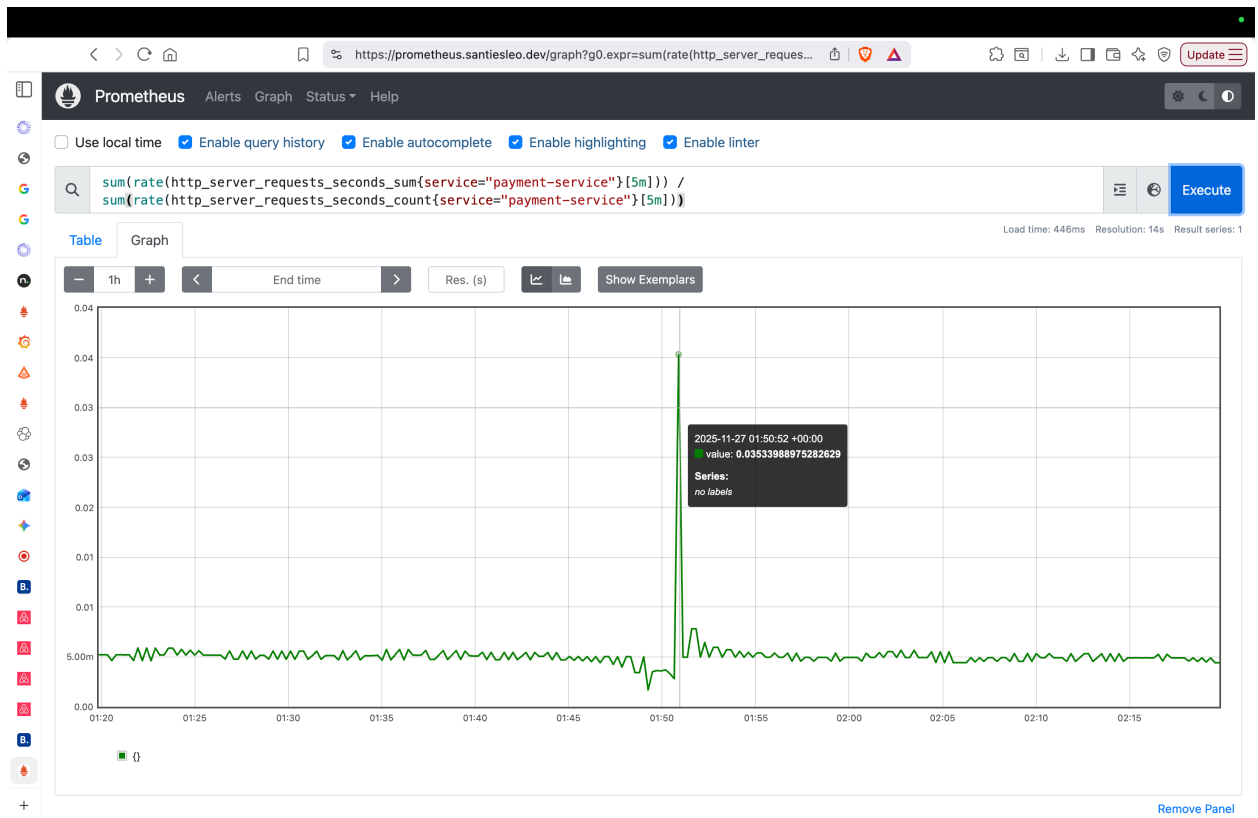 https://prometheus.santiesleo.dev/graph?g0.expr=sum(rate(http_server_reques...
Update
Prometheus Alerts Graph Status Help
Use local time Enable query history Enable autocomplete Enable highlighting Enable linter
sum(rate(http_server_requests_seconds_sum{service="payment-service"}[5m])) /
sum(rate(http_server_requests_seconds_count{service="payment-service"}[5m]))
Execute
Load time: 446ms Resolution: 14s Result series: 1
Table Graph
− 1h + < End time > Res. (s) Show Exemplars
0.04
0.04
0.03
0.03
0.02
0.01
0.01
5.00m
0.00
2025-11-27 01:50:52 +00:00
value: 0.03533988975282629
Series:
no labels
01:20 01:25 01:30 01:35 01:40 01:45 01:50 01:55 02:00 02:05 02:10 02:15
{}
Remove Panel
G
G
n.
B.
B.